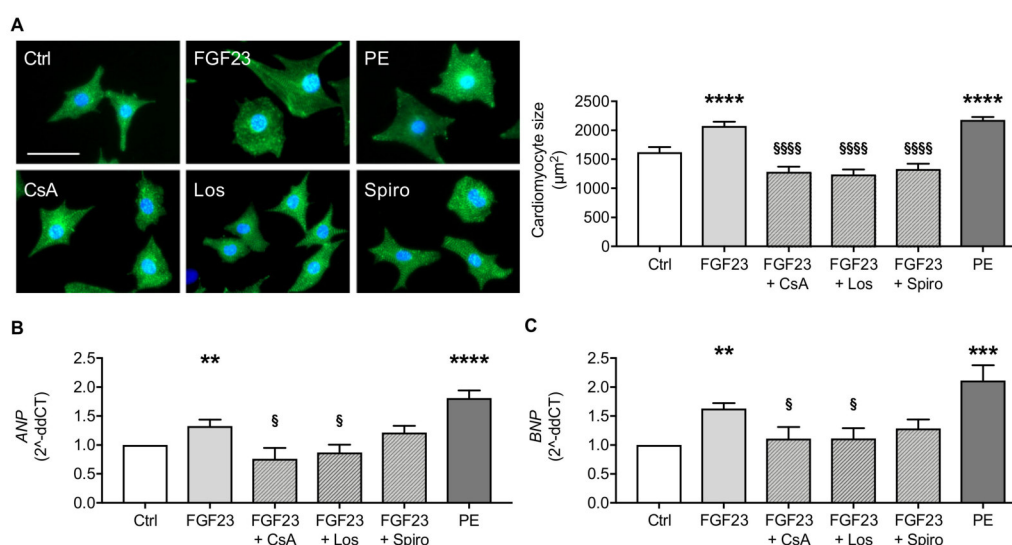 A
Ctrl
FGF23
PE
CsA
Los
Spiro
Cardiomyocyte size
(μm²)
2500
2000
1500
1000
500
0
****
§§§§
§§§§
§§§§
****
Ctrl
FGF23
FGF23
+ CsA
FGF23
+ Los
FGF23
+ Spiro
PE
B
ANP
(2^-ddCT)
2.5
2.0
1.5
1.0
0.5
0.0
**
§
§
****
Ctrl
FGF23
FGF23
+ CsA
FGF23
+ Los
FGF23
+ Spiro
PE
C
BNP
(2^-ddCT)
2.5
2.0
1.5
1.0
0.5
0.0
**
§
§
***
Ctrl
FGF23
FGF23
+ CsA
FGF23
+ Los
FGF23
+ Spiro
PE